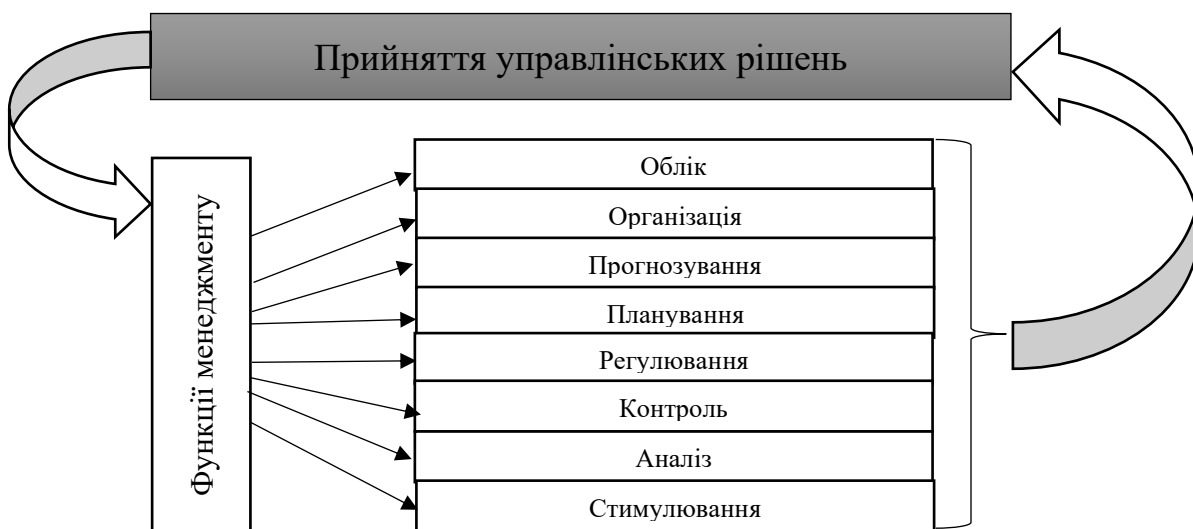 Прийняття управлінських рішень
Функції менеджменту
Облік
Організація
Прогнозування
Планування
Регулювання
Контроль
Аналіз
Стимулювання